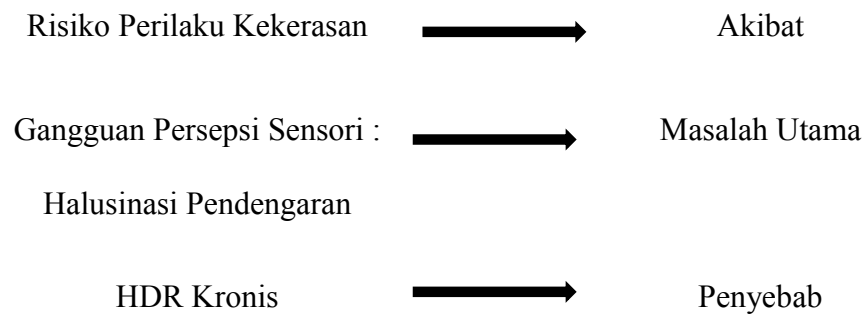 Risiko Perilaku Kekerasan Akibat
Gangguan Persepsi Sensori : Masalah Utama
Halusinasi Pendengaran
HDR Kronis Penyebab